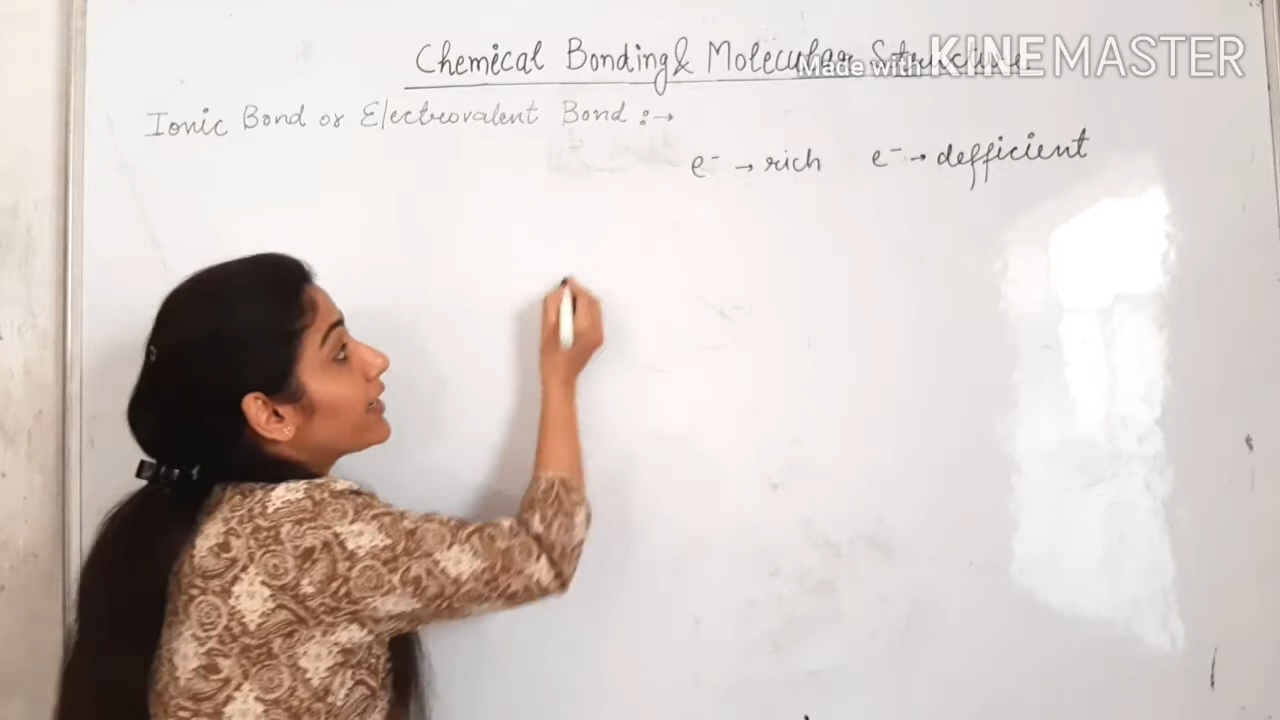 Chemical Bonding & Molecular Structure
Made with KINEMASTER
Ionic Bond or Electrovalent Bond :→
e⁻ → rich e⁻ → defficient